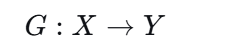 G : X → Y